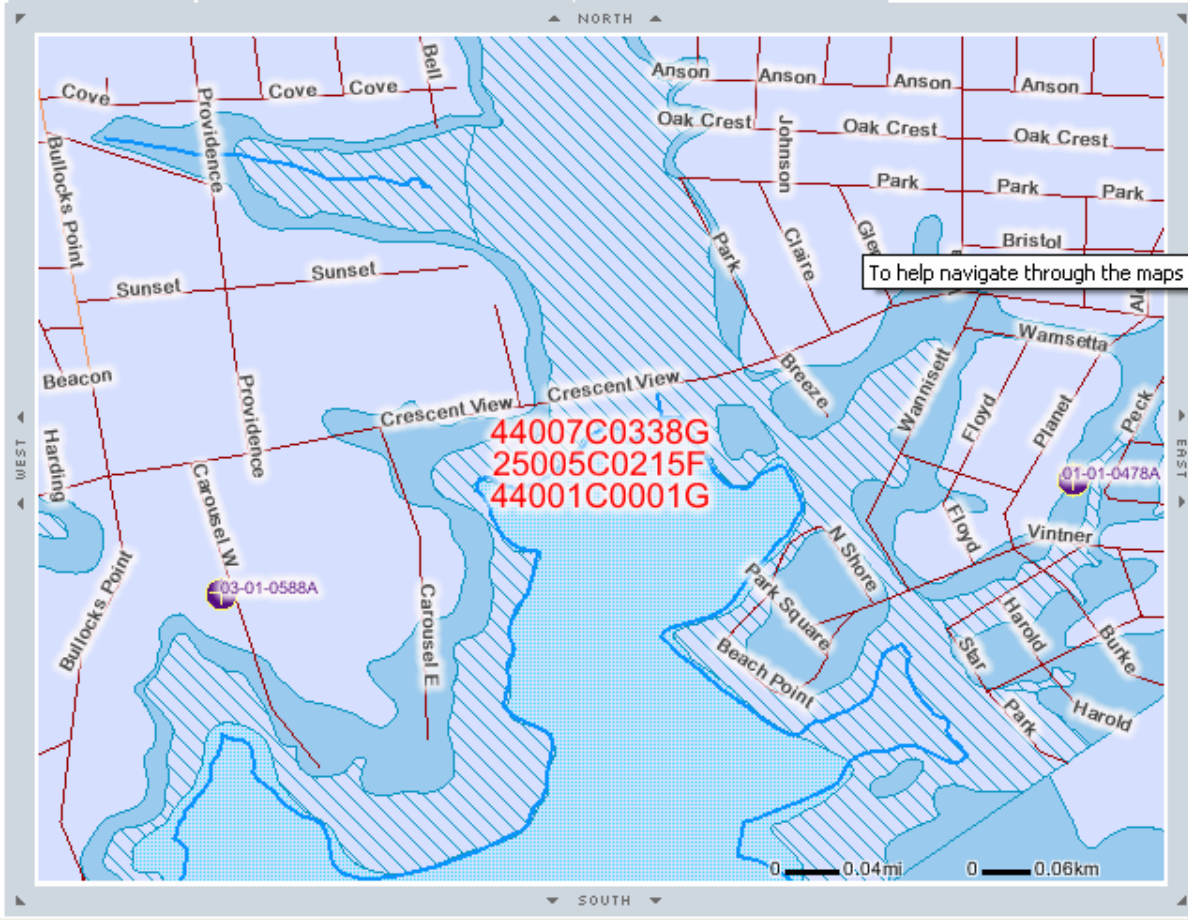 NORTH
Bell
Anson
Anson
Anson
Anson
Cove
Cove
Cove
Providence
Oak Crest
Johnson
Oak Crest
Oak Crest
Bullocks Point
Park
Park
Park
Park
Claire
Bristol
To help navigate through the maps
Sunset
Sunset
Wamsetta
Beacon
Providence
Crescent View
Crescent View
Breeze
Wannisett
Floyd
Planet
Peck
WEST
EAST
Harding
44007C0338G
25005C0215F
44001C0001G
01-01-0478A
Carousel W
N Shore
Floyd
Vintner
03-01-0588A
Bullocks Point
Carousel E
Park Square
Beach Point
Harold
Star
Burke
Park
Harold
0 0.04mi 0 0.06km
SOUTH